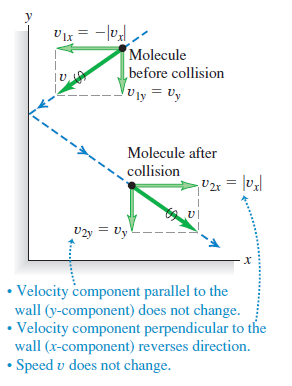 y
v₁ₓ = −|vₓ|
Molecule
before collision
v
v₁y = vy
Molecule after
collision
v₂ₓ = |vₓ|
v
v₂y = vy
x
• Velocity component parallel to the
wall (y-component) does not change.
• Velocity component perpendicular to the
wall (x-component) reverses direction.
• Speed v does not change.